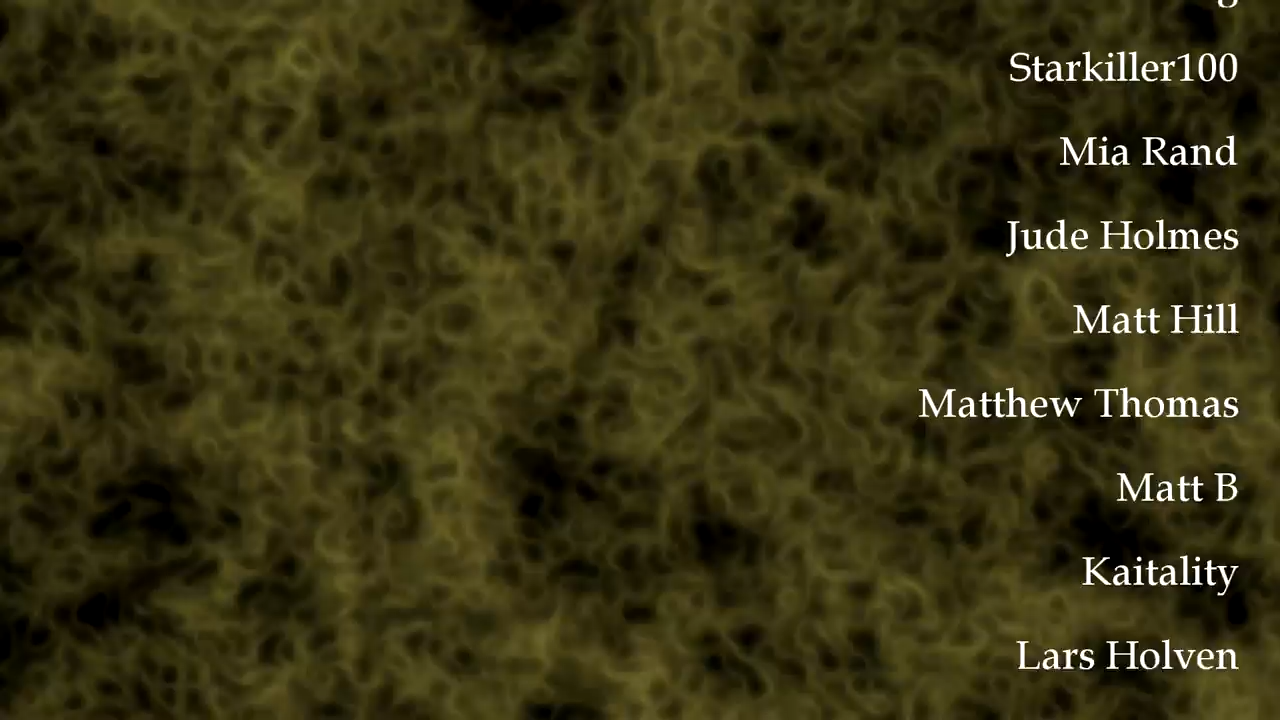 Starkiller100
Mia Rand
Jude Holmes
Matt Hill
Matthew Thomas
Matt B
Kaitality
Lars Holven